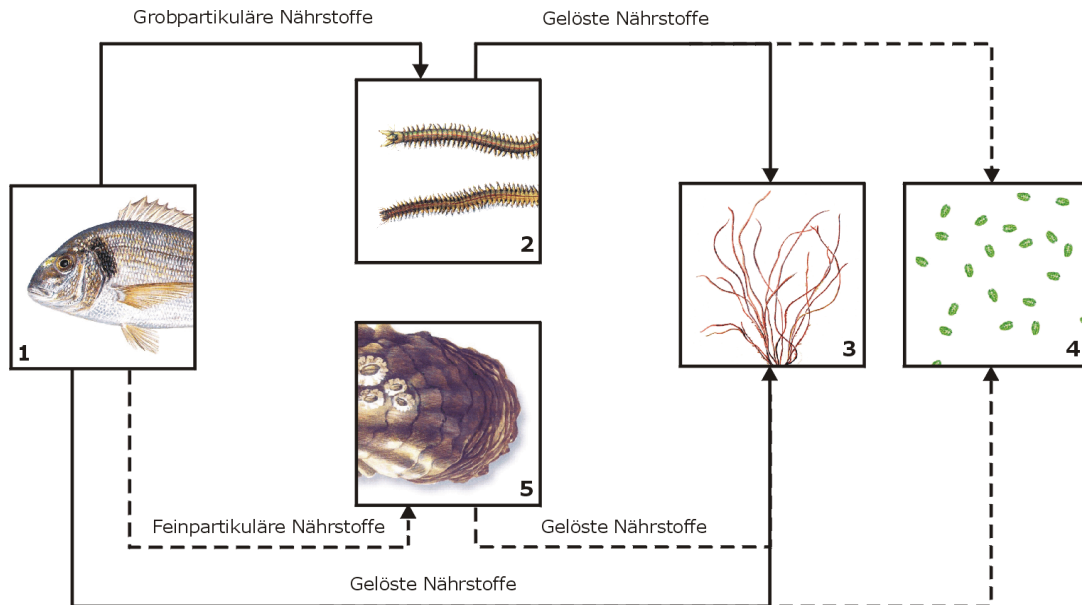 Grobpartikuläre Nährstoffe
Gelöste Nährstoffe
1
2
3
4
5
Feinpartikuläre Nährstoffe
Gelöste Nährstoffe
Gelöste Nährstoffe